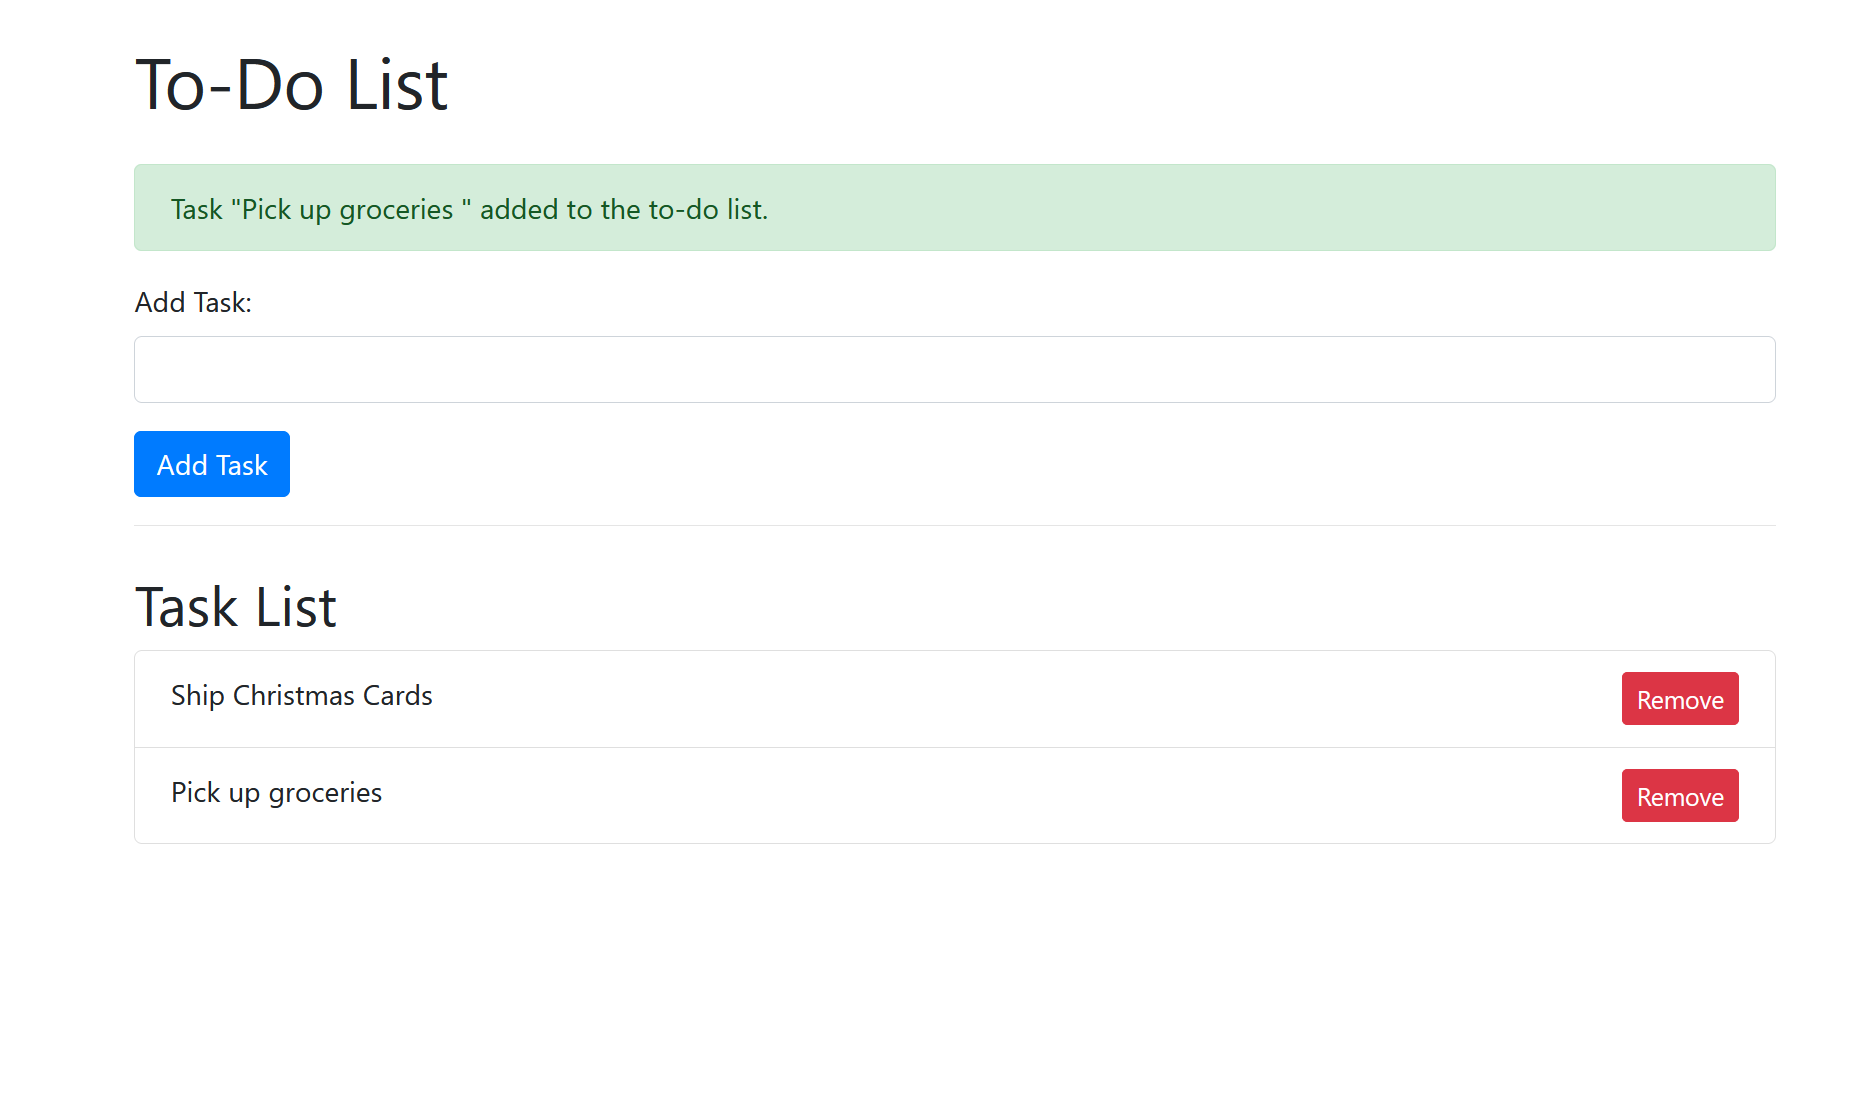 To-Do List
Task "Pick up groceries " added to the to-do list.
Add Task:
Add Task
Task List
Ship Christmas Cards
Remove
Pick up groceries
Remove